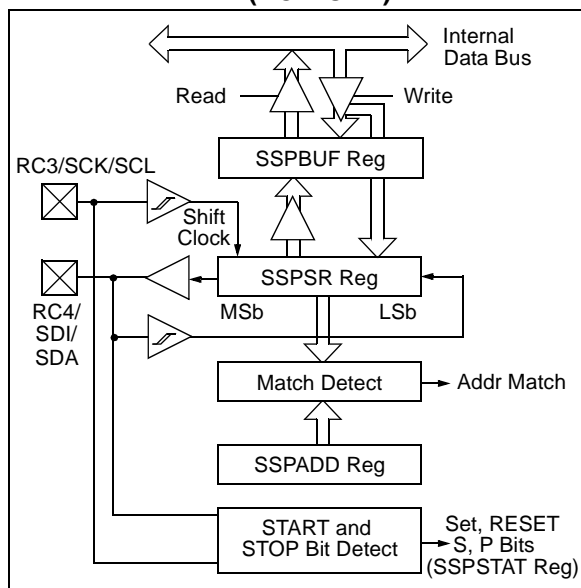 Internal
Data Bus
Read
Write
SSPBUF Reg
RC3/SCK/SCL
Shift
Clock
SSPSR Reg
MSb
LSb
RC4/
SDI/
SDA
Match Detect
Addr Match
SSPADD Reg
START and
STOP Bit Detect
Set, RESET
S, P Bits
(SSPSTAT Reg)